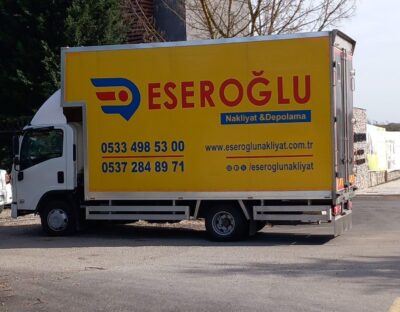 ESEROĞLU
Nakliyat &Depolama
0533 498 53 00
0537 284 89 71
www.eseroglunakliyat.com.tr
/eseroglunakliyat